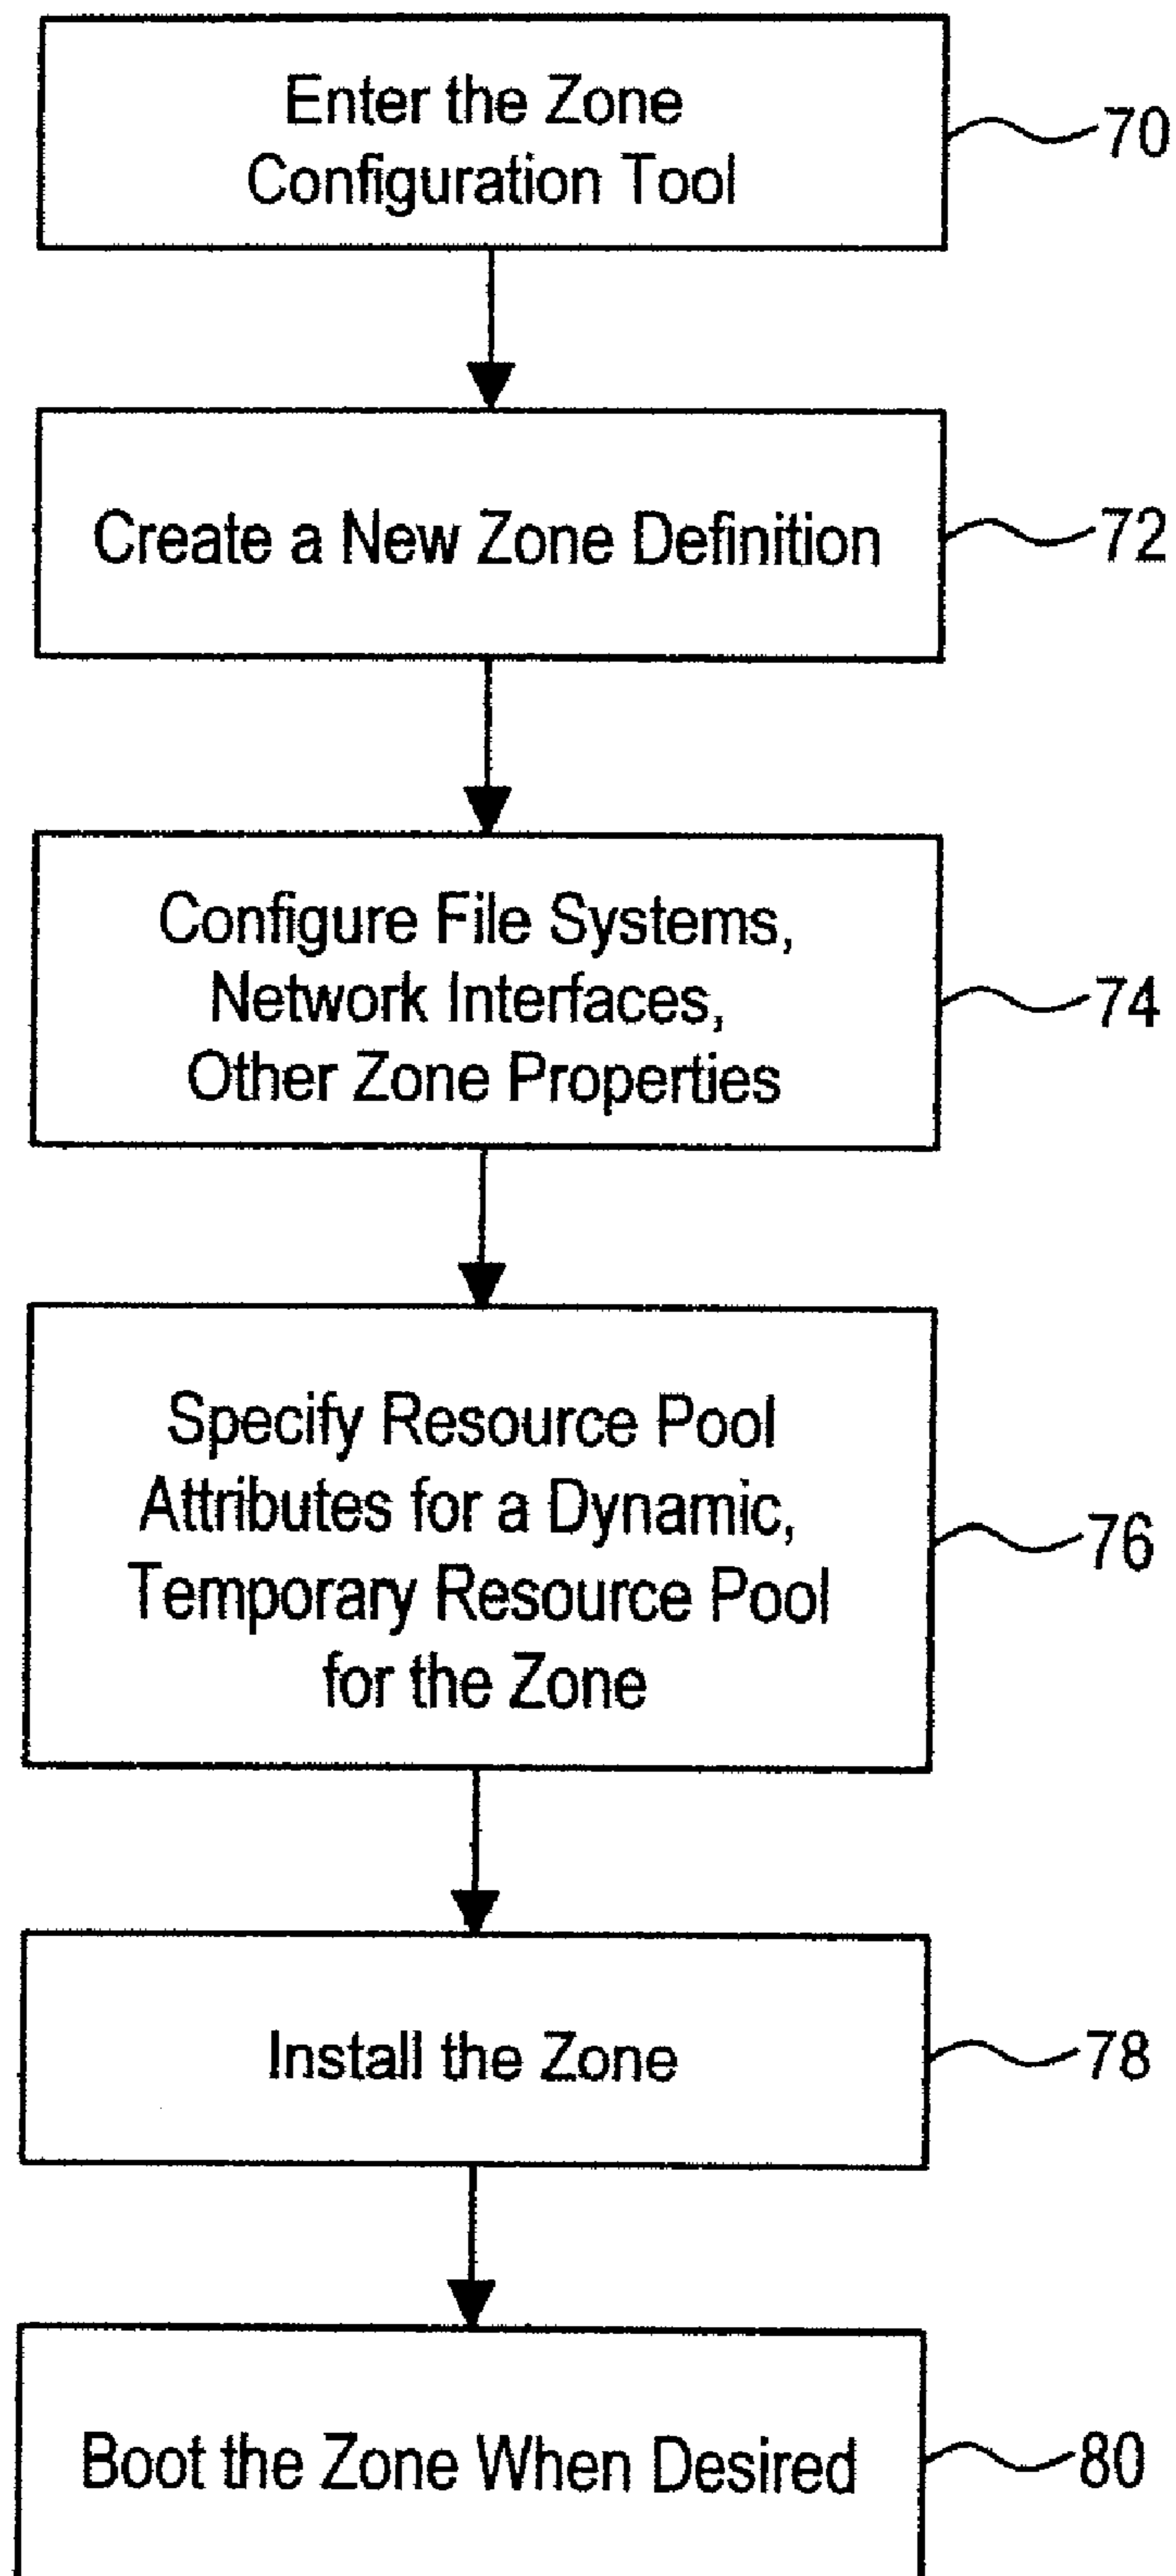 Enter the Zone
Configuration Tool
70
Create a New Zone Definition
72
Configure File Systems,
Network Interfaces,
Other Zone Properties
74
Specify Resource Pool
Attributes for a Dynamic,
Temporary Resource Pool
for the Zone
76
Install the Zone
78
Boot the Zone When Desired
80